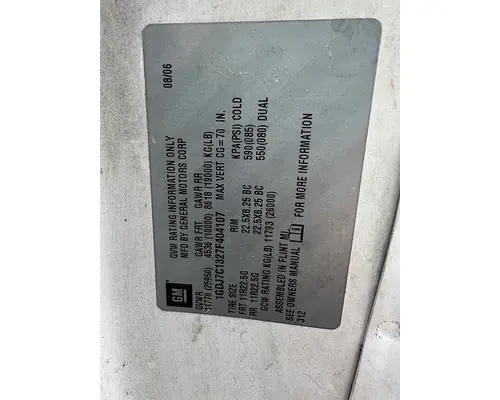 GM
GVW RATING INFORMATION ONLY 08/06
MFD BY GENERAL MOTORS CORP
GVWR GAWR FRT GAWR RR
11770 (25950) 4536 (10000) 8618 (19000) KG(LB)
1GDJ7C1327F404107 MAX VERT CG=70 IN.
TIRE SIZE RIM KPA(PSI) COLD
FRT 11R22.5G 22.5X8.25 BC 590(085)
RR 11R22.5G 22.5X8.25 BC 550(080) DUAL
GCW RATING KG(LB) 11793 (26000)
ASSEMBLED IN FLINT MI
SEE OWNERS MANUAL FOR MORE INFORMATION
312